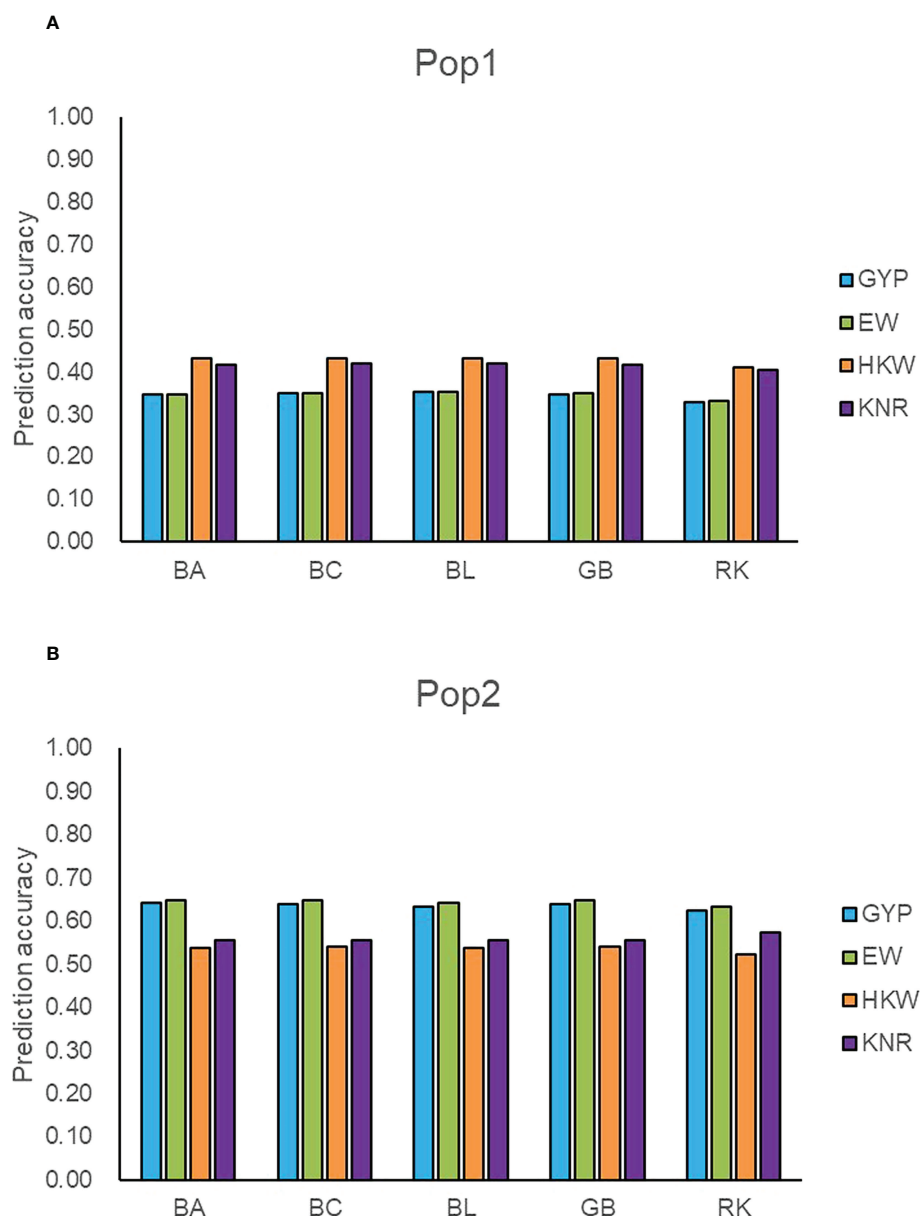 A
Pop1
Prediction accuracy
1.00
0.90
0.80
0.70
0.60
0.50
0.40
0.30
0.20
0.10
0.00
BA BC BL GB RK
GYP
EW
HKW
KNR
B
Pop2
Prediction accuracy
1.00
0.90
0.80
0.70
0.60
0.50
0.40
0.30
0.20
0.10
0.00
BA BC BL GB RK
GYP
EW
HKW
KNR